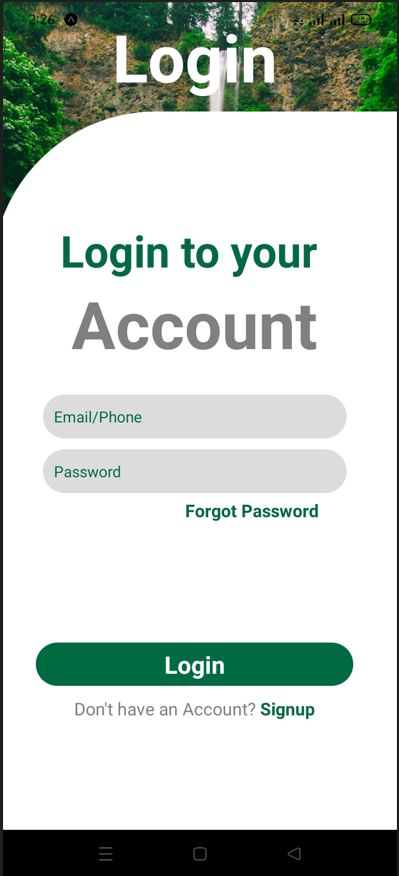 2:26
Login
Login to your
Account
Email/Phone
Password
Forgot Password
Login
Don't have an Account? Signup